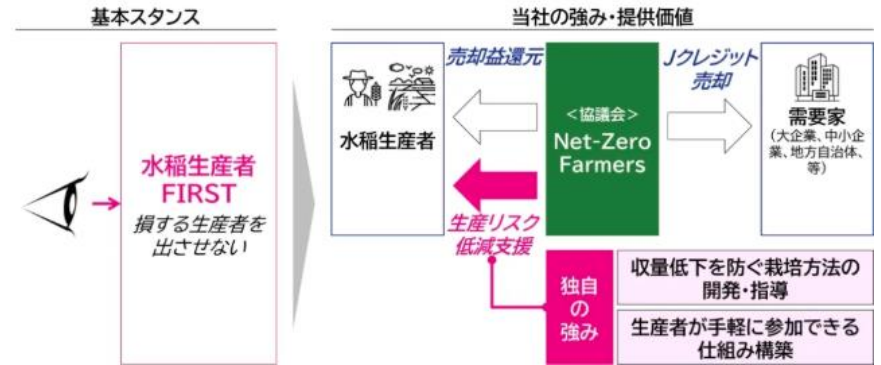 基本スタンス
水稲生産者
FIRST
損する生産者を
出させない
当社の強み・提供価値
水稲生産者
売却益還元
生産リスク
低減支援
<協議会>
Net-Zero
Farmers
Jクレジット
売却
需要家
(大企業、中小企
業、地方自治体、
等)
独自
の
強み
収量低下を防ぐ栽培方法の
開発・指導
生産者が手軽に参加できる
仕組み構築